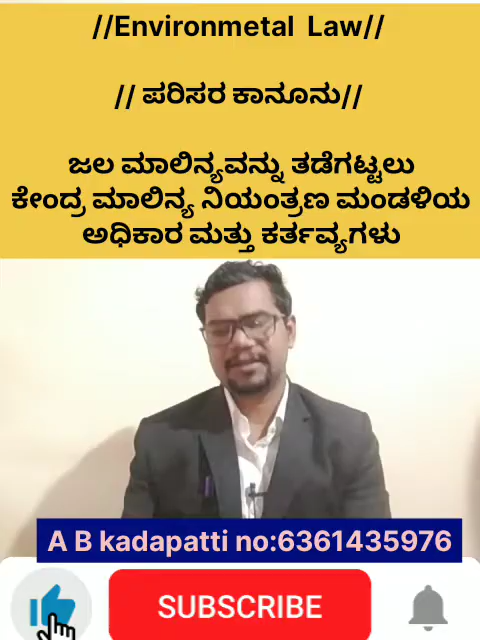 //Environmetal Law//
// ಪರಿಸರ ಕಾನೂನು//
ಜಲ ಮಾಲಿನ್ಯವನ್ನು ತಡೆಗಟ್ಟಲು
ಕೇಂದ್ರ ಮಾಲಿನ್ಯ ನಿಯಂತ್ರಣ ಮಂಡಳಿಯ
ಅಧಿಕಾರ ಮತ್ತು ಕರ್ತವ್ಯಗಳು
A B kadapatti no:6361435976
SUBSCRIBE